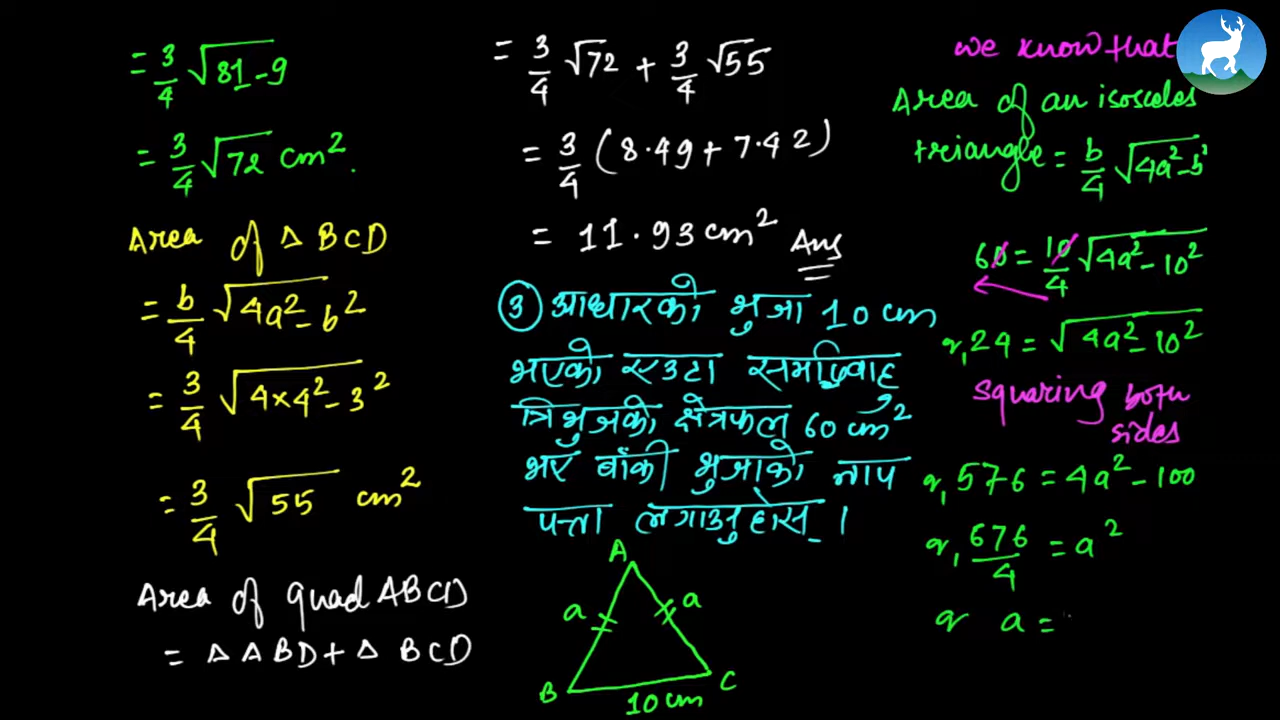 = 3/4 √81-9
= 3/4 √72 cm².
Area of Δ BCD
= b/4 √4a²-b²
= 3/4 √4×4²-3²
= 3/4 √55 cm²
Area of quad ABCD
= Δ ABD + Δ BCD
= 3/4 √72 + 3/4 √55
= 3/4 (8.49+7.42)
= 11.93 cm² Ans
③ आधारको भुजा 10 cm
भएको एउटा समद्विवाहु
त्रिभुजको क्षेत्रफल 60 cm²
भए बाँकी भुजाको नाप
पत्ता लगाउनुहोस् ।
A
a a
B C
10 cm
we know that
Area of an isosceles
triangle = b/4 √4a²-b²
60 = 10/4 √4a²-10²
or, 24 = √4a²-10²
squaring both
sides
or, 576 = 4a²-100
or, 676/4 = a²
or a =